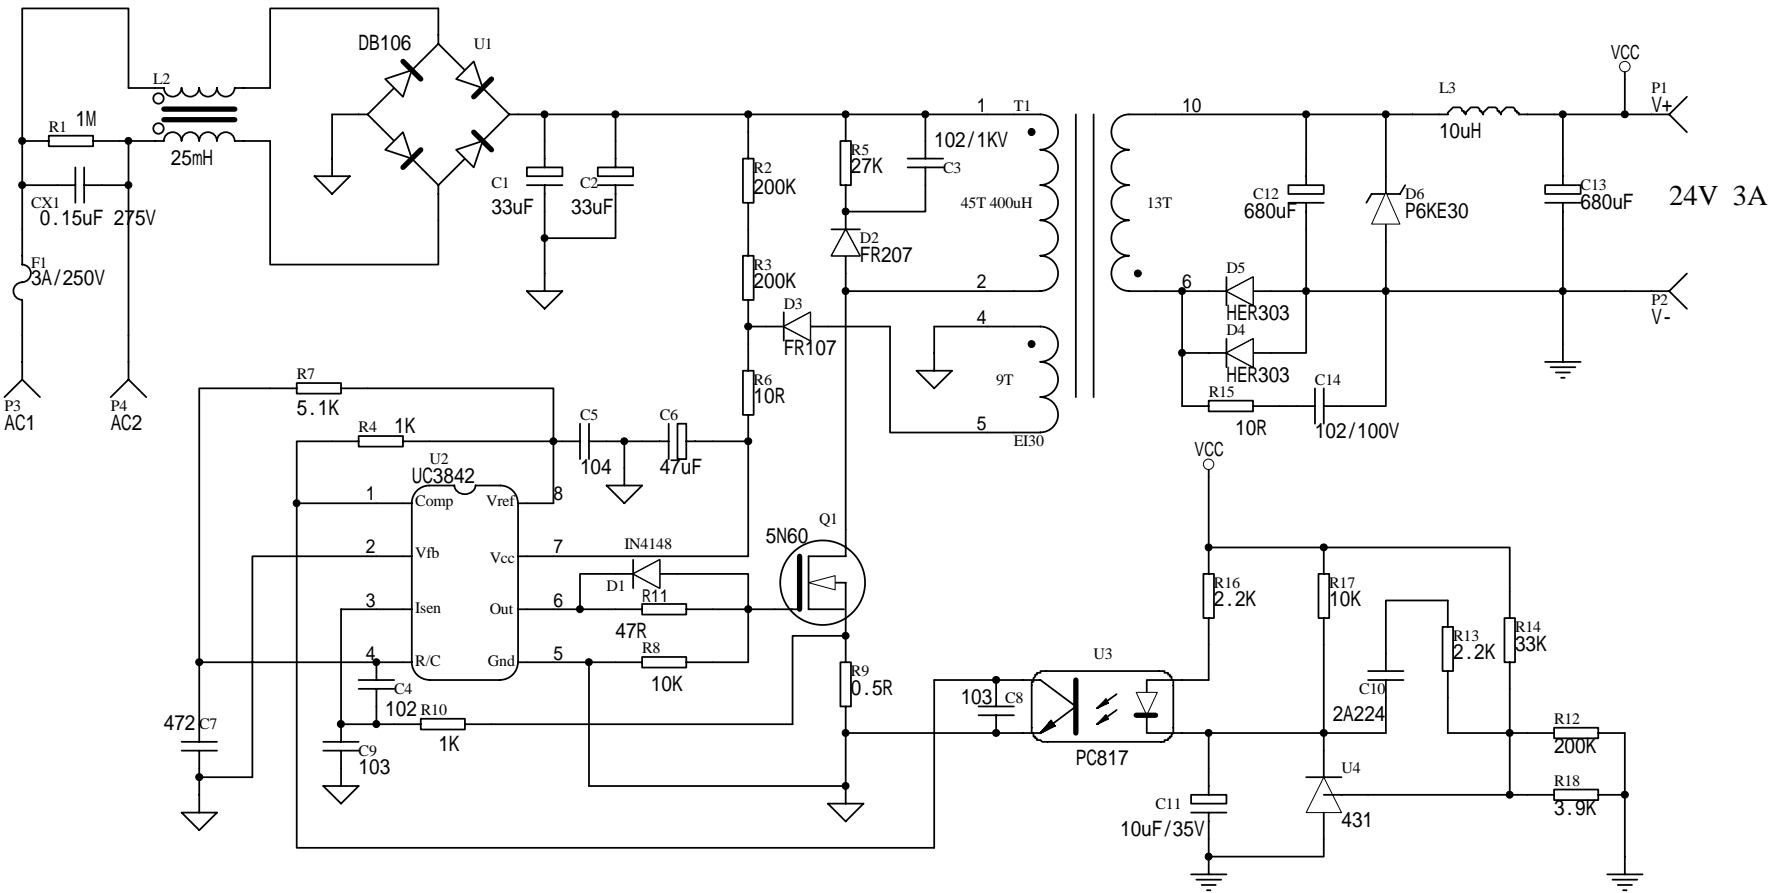 DB106
U1
VCC
L2
L3
P1
V+
R1
1M
1
T1
10
25mH
102/1KV
C3
R5
27K
10uH
R2
200K
CX1
0.15uF 275V
C1
33uF
C2
33uF
45T 400uH
13T
C12
680uF
D6
P6KE30
C13
680uF
24V 3A
D2
FR207
F1
3A/250V
R3
200K
2
6
D5
HER303
P2
V-
D3
FR107
4
D4
HER303
R7
5.1K
R6
10R
9T
C14
R15
10R
102/100V
P3
AC1
P4
AC2
R4
1K
C5
104
C6
47uF
5
EI30
VCC
U2
UC3842
1
Comp
Vref
8
Q1
5N60
2
Vfb
Vcc
7
IN4148
D1
3
Isen
Out
6
R11
47R
R16
2.2K
R17
10K
R13
2.2K
R14
33K
4
R/C
Gnd
5
R8
10K
R9
0.5R
U3
C4
102
R10
1K
103
C8
C10
2A224
472
C7
C9
103
PC817
R12
200K
U4
431
R18
3.9K
C11
10uF/35V